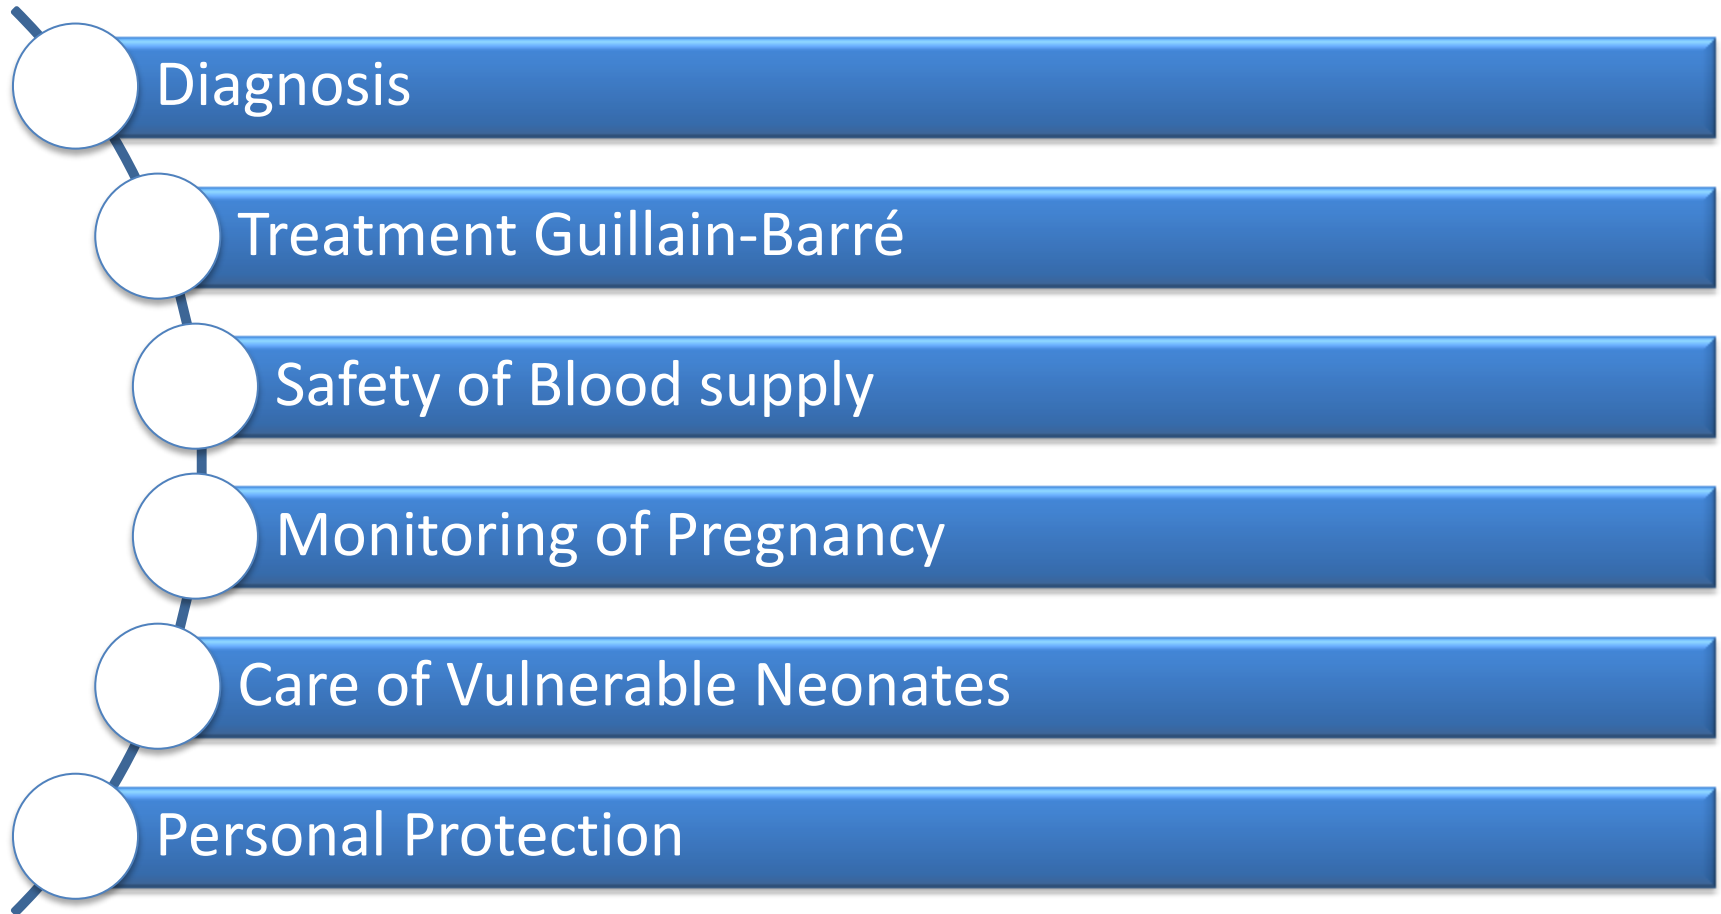 Diagnosis
Treatment Guillain-Barré
Safety of Blood supply
Monitoring of Pregnancy
Care of Vulnerable Neonates
Personal Protection